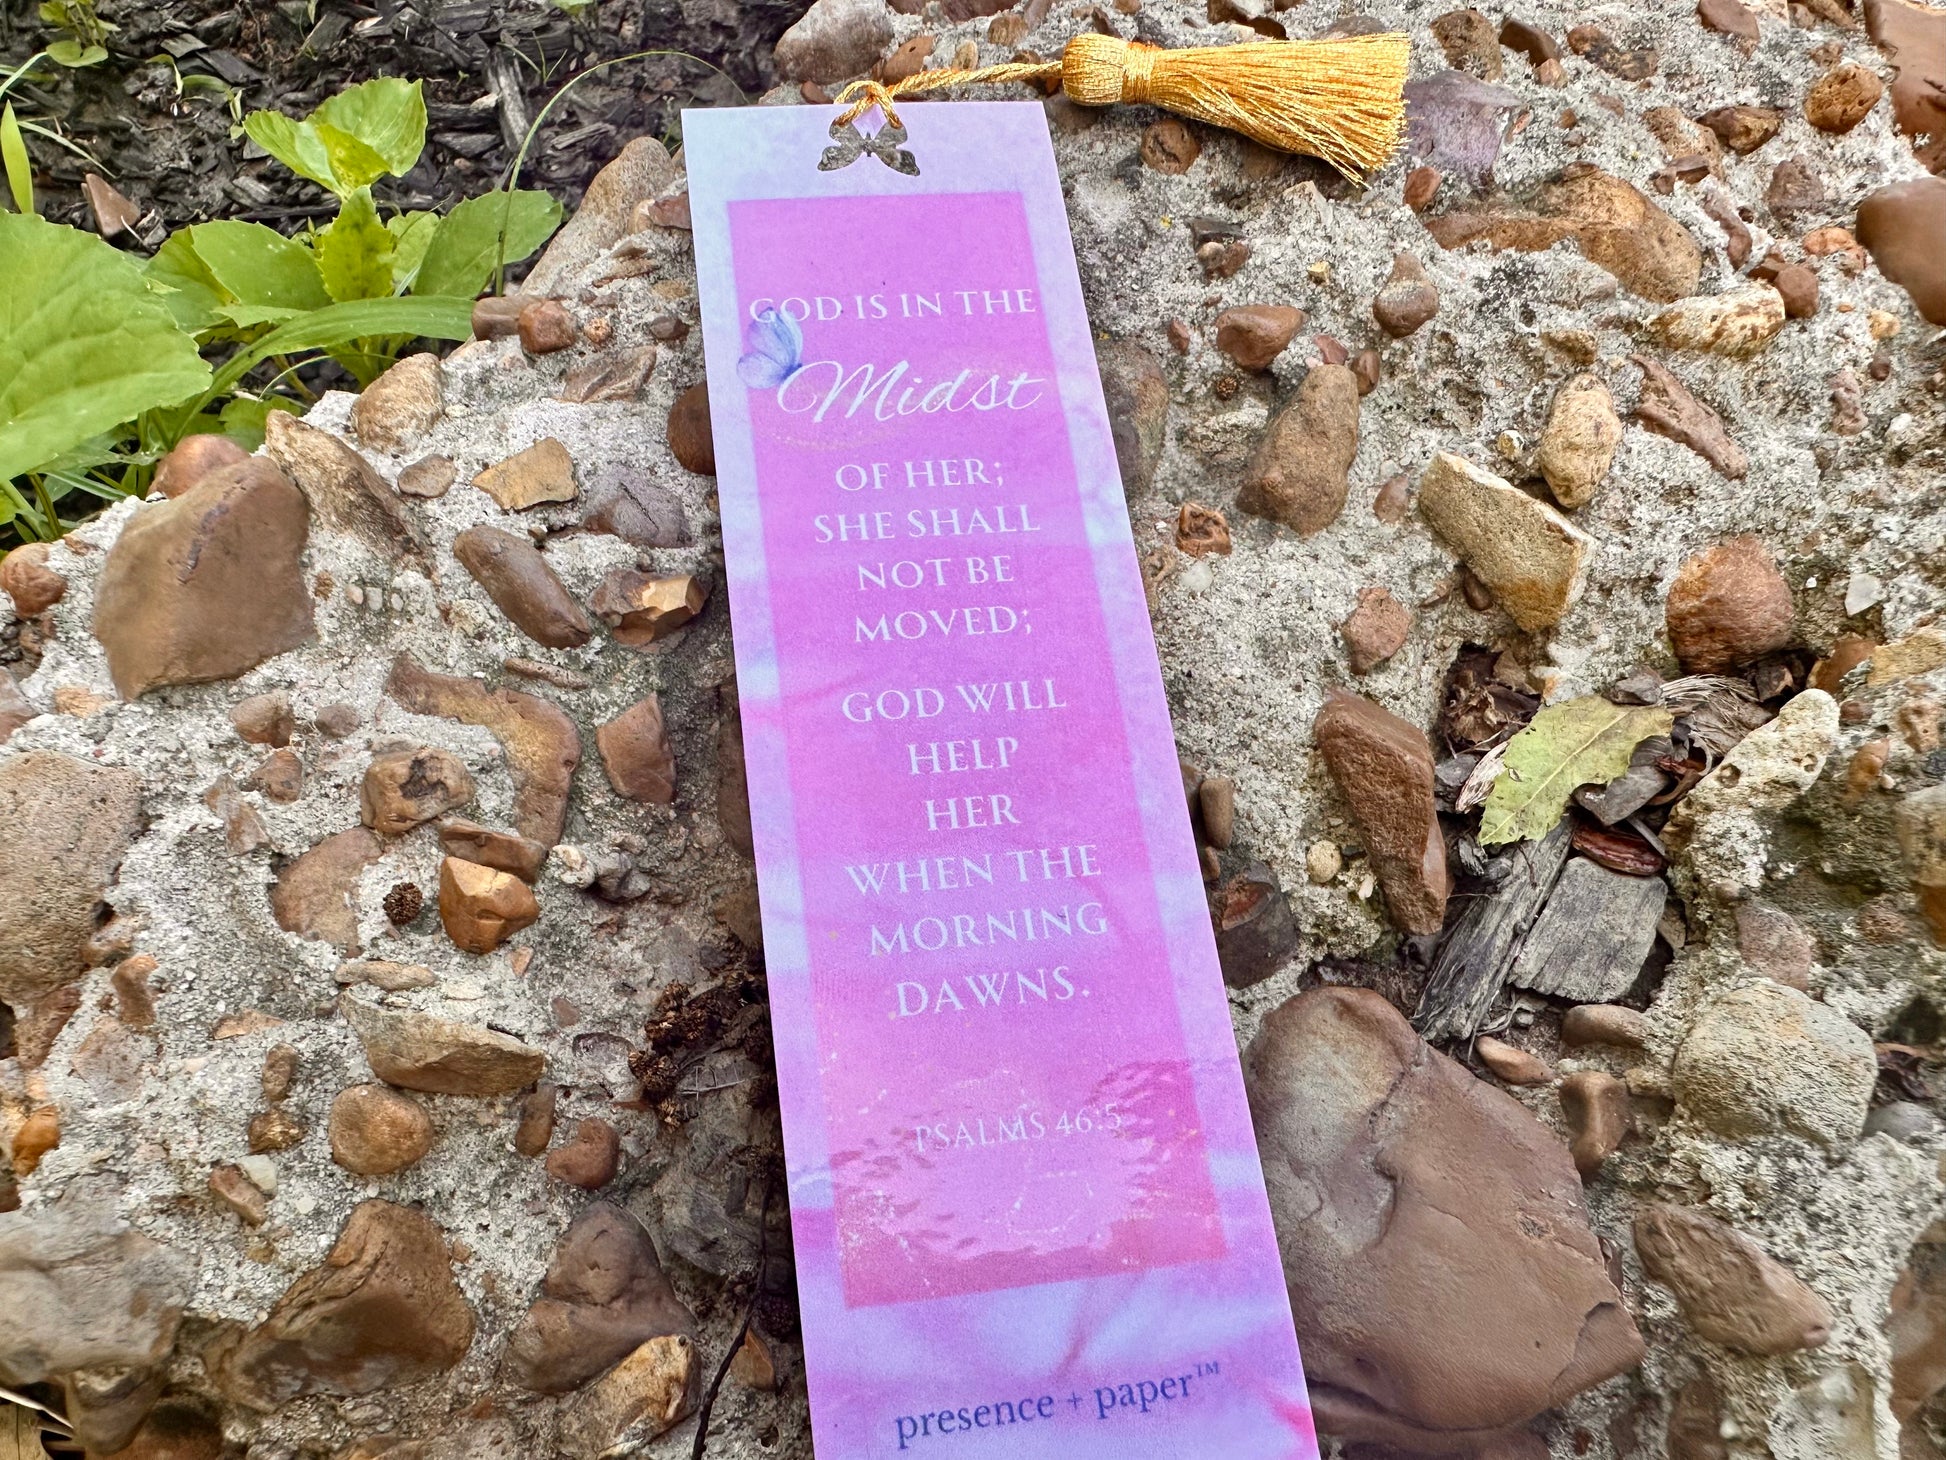 GOD IS IN THE
Midst
OF HER;
SHE SHALL
NOT BE
MOVED;
GOD WILL
HELP
HER
WHEN THE
MORNING
DAWNS.
PSALMS 46:5
presence + paper™